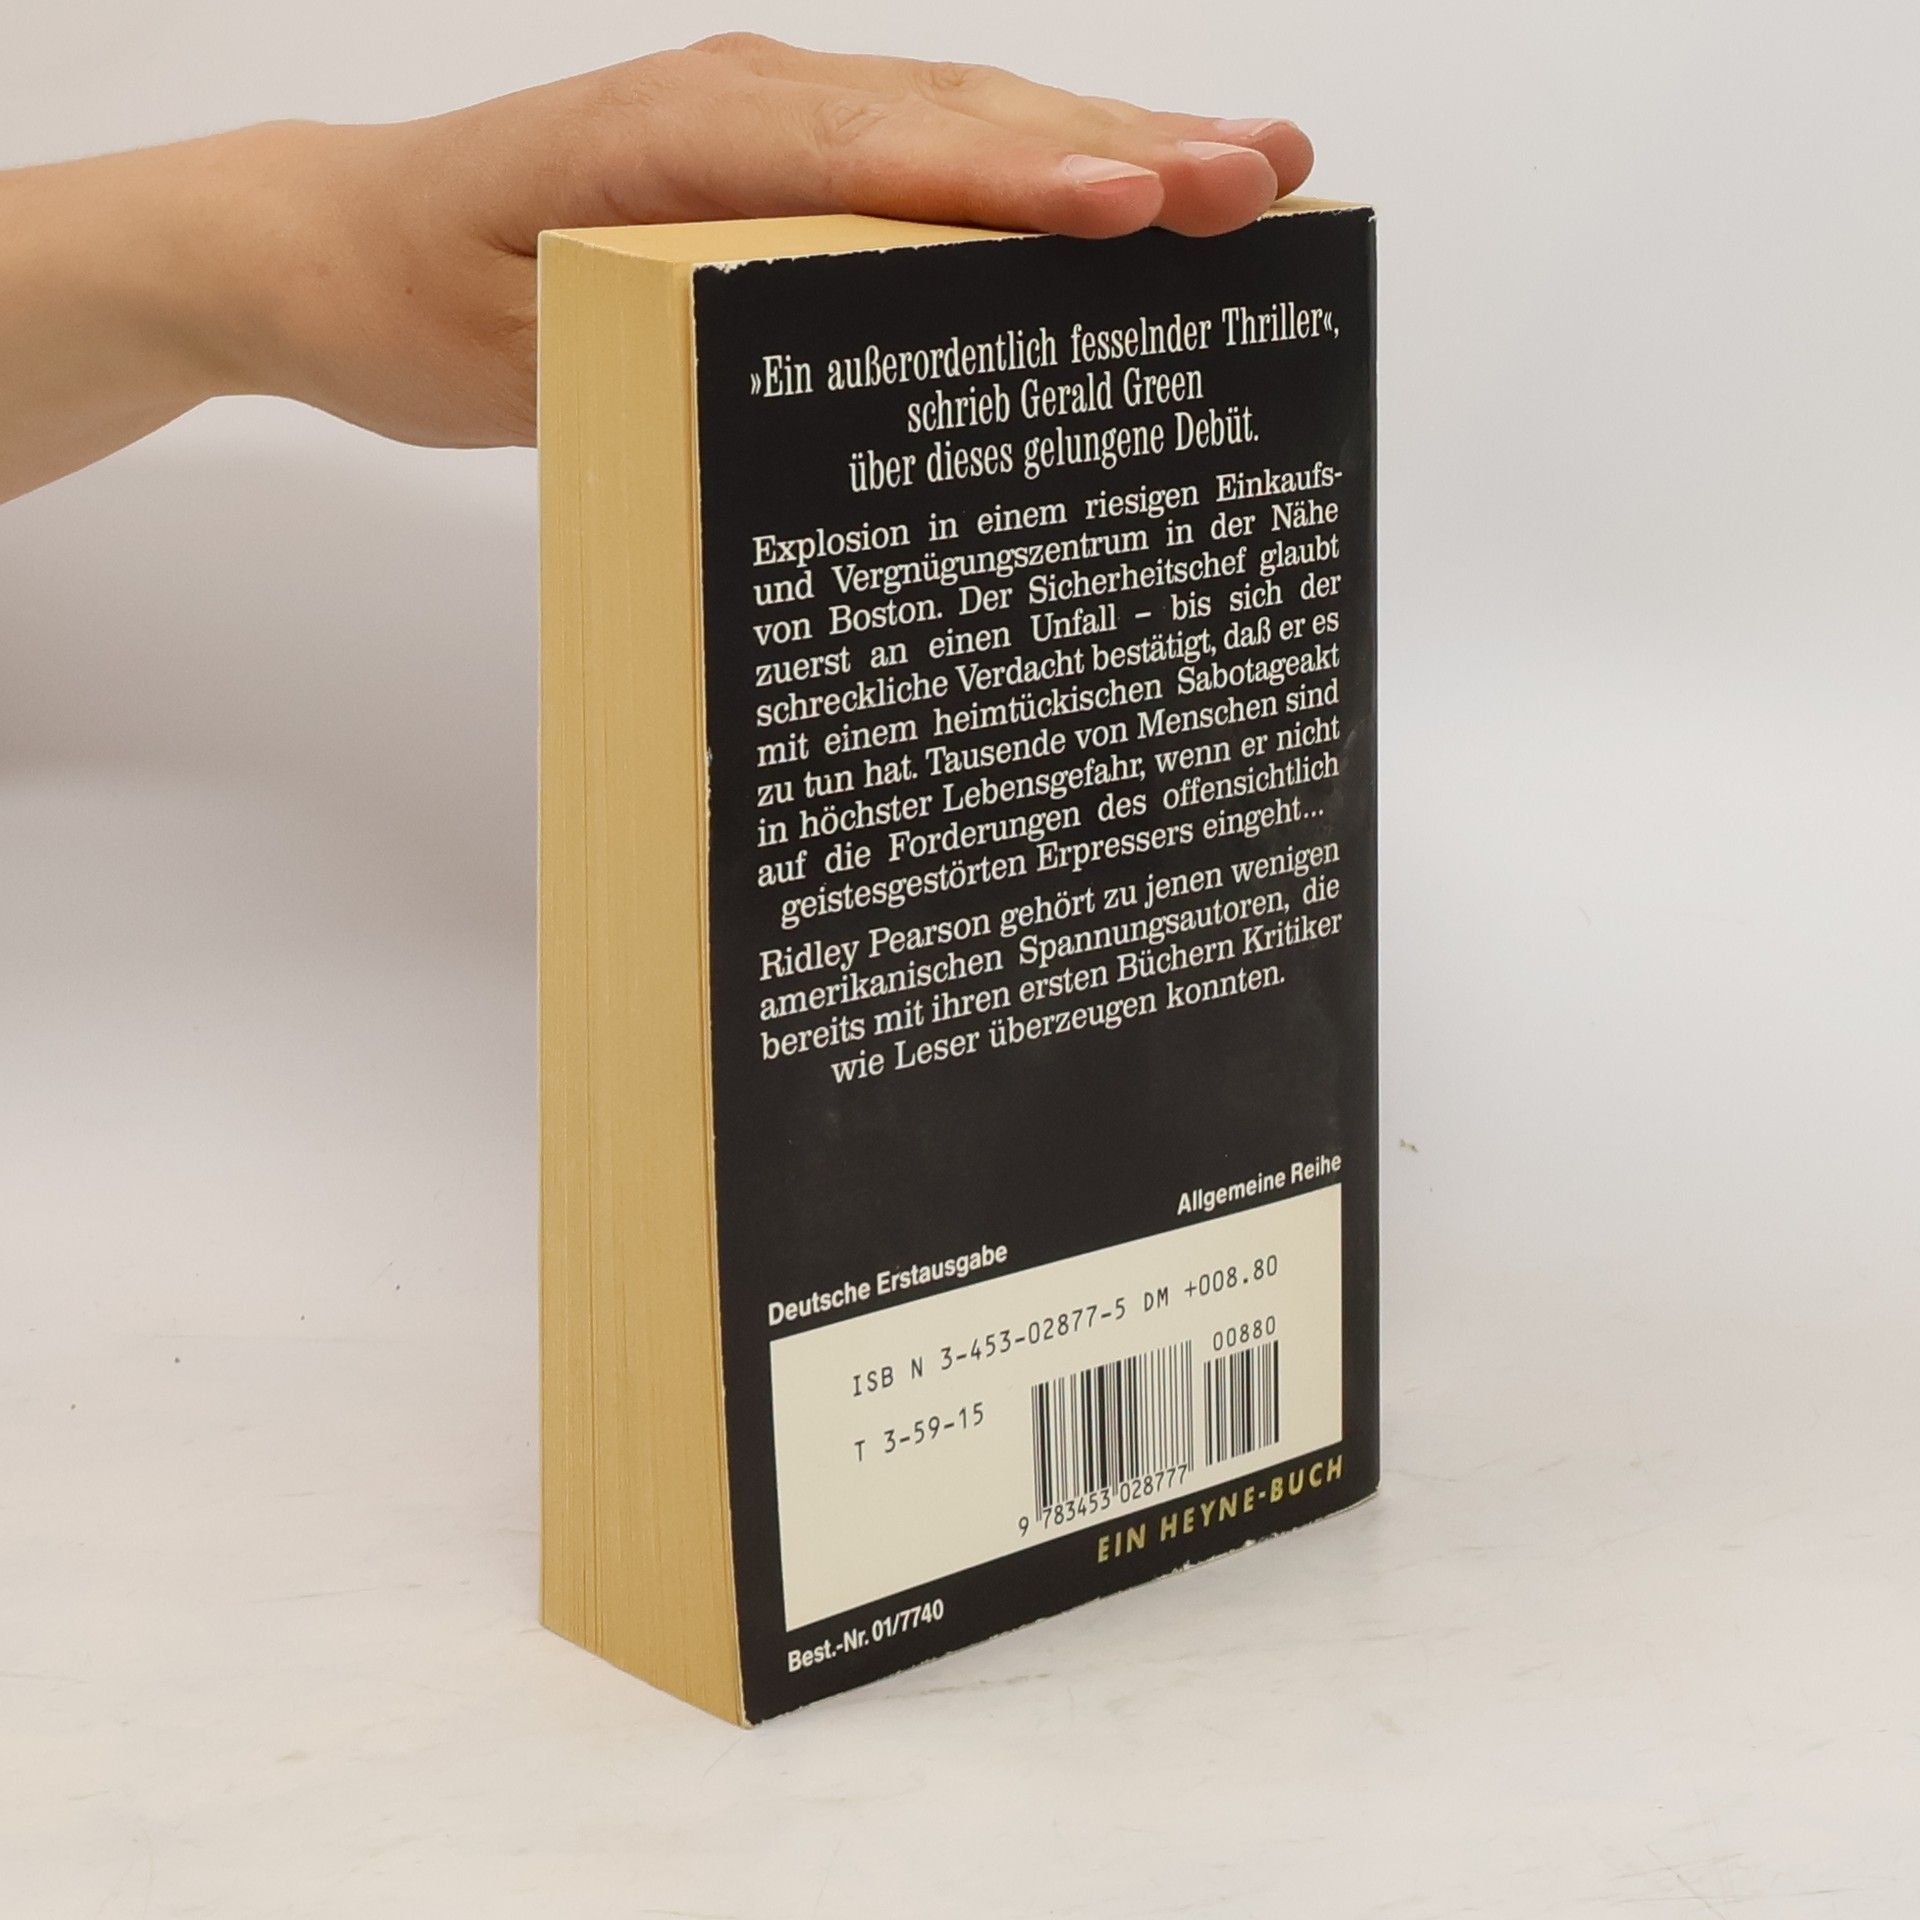 »Ein außerordentlich fesselnder Thriller«,
schrieb Gerald Green
über dieses gelungene Debüt.
Explosion in einem riesigen Einkaufs-
und Vergnügungszentrum in der Nähe
von Boston. Der Sicherheitschef glaubt
zuerst an einen Unfall – bis sich der
schreckliche Verdacht bestätigt, daß er es
mit einem heimtückischen Sabotageakt
zu tun hat. Tausende von Menschen sind
in höchster Lebensgefahr, wenn er nicht
auf die Forderungen des offensichtlich
geistesgestörten Erpressers eingeht...
Ridley Pearson gehört zu jenen wenigen
amerikanischen Spannungsautoren, die
bereits mit ihren ersten Büchern Kritiker
wie Leser überzeugen konnten.
Deutsche Erstausgabe
Allgemeine Reihe
ISB N 3-453-02877-5 DM +008.80
00880
T 3-59-15
9 783453 028777
EIN HEYNE-BUCH
Best.-Nr. 01/7740